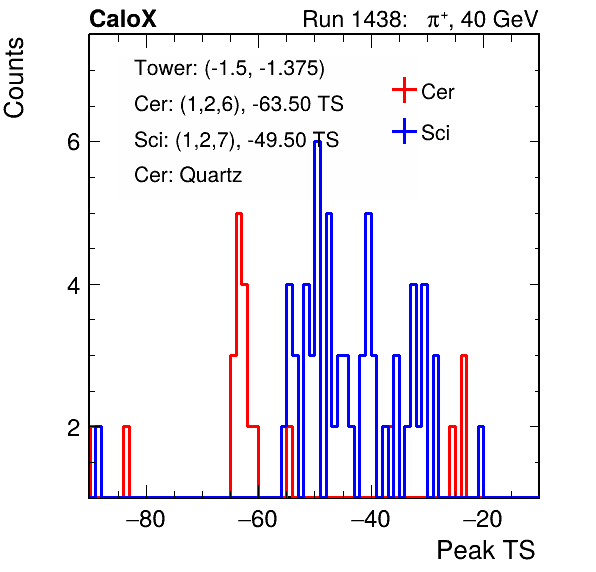 CaloX Run 1438: π⁺, 40 GeV
Counts
Tower: (-1.5, -1.375)
Cer: (1,2,6), -63.50 TS
Sci: (1,2,7), -49.50 TS
Cer: Quartz
Cer
Sci
6
4
2
−80 −60 −40 −20
Peak TS